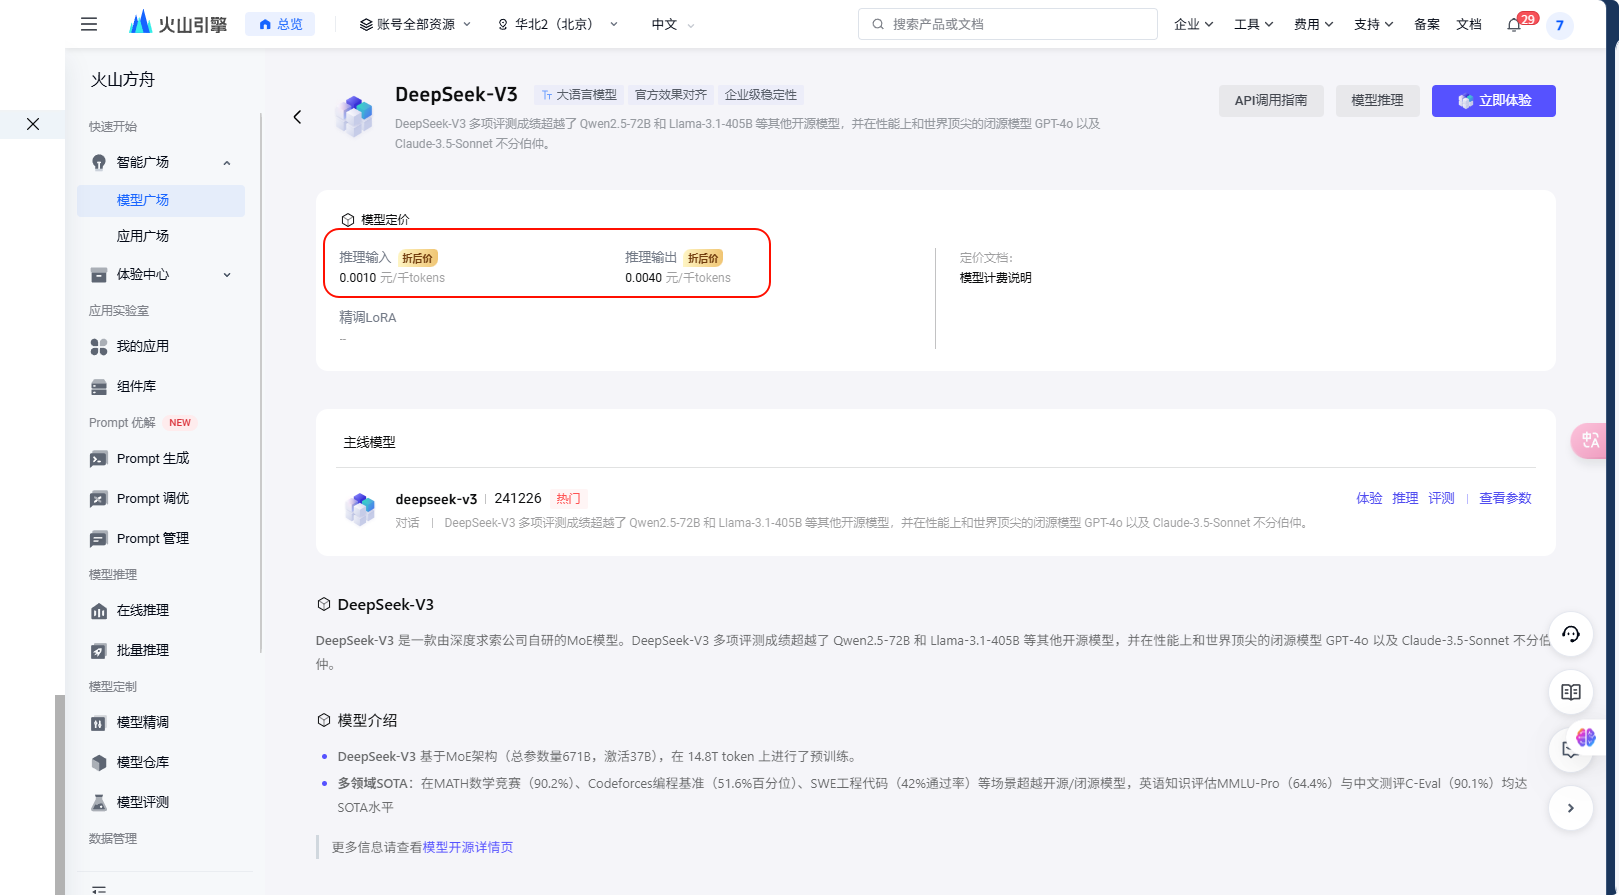 火山引擎
总览
账号全部资源
华北2（北京）
中文
搜索产品或文档
企业
工具
费用
支持
备案
文档
29
7
火山方舟
快速开始
智能广场
模型广场
应用广场
体验中心
应用实验室
我的应用
组件库
Prompt 优解 NEW
Prompt 生成
Prompt 调优
Prompt 管理
模型推理
在线推理
批量推理
模型定制
模型精调
模型仓库
模型评测
数据管理
DeepSeek-V3 大语言模型 官方效果对齐 企业级稳定性
DeepSeek-V3 多项评测成绩超越了 Qwen2.5-72B 和 Llama-3.1-405B 等其他开源模型，并在性能上和世界顶尖的闭源模型 GPT-4o 以及
Claude-3.5-Sonnet 不分伯仲。
API调用指南
模型推理
立即体验
模型定价
推理输入 折后价
0.0010 元/千tokens
推理输出 折后价
0.0040 元/千tokens
精调LoRA
--
定价文档：
模型计费说明
主线模型
deepseek-v3 241226 热门
对话 DeepSeek-V3 多项评测成绩超越了 Qwen2.5-72B 和 Llama-3.1-405B 等其他开源模型，并在性能上和世界顶尖的闭源模型 GPT-4o 以及 Claude-3.5-Sonnet 不分伯仲。
体验 推理 评测 查看参数
DeepSeek-V3
DeepSeek-V3 是一款由深度求索公司自研的MoE模型。DeepSeek-V3 多项评测成绩超越了 Qwen2.5-72B 和 Llama-3.1-405B 等其他开源模型，并在性能上和世界顶尖的闭源模型 GPT-4o 以及 Claude-3.5-Sonnet 不分伯
仲。
模型介绍
DeepSeek-V3 基于MoE架构（总参数量671B，激活37B），在 14.8T token 上进行了预训练。
多领域SOTA：在MATH数学竞赛（90.2%）、Codeforces编程基准（51.6%百分位）、SWE工程代码（42%通过率）等场景超越开源/闭源模型，英语知识评估MMLU-Pro（64.4%）与中文测评C-Eval（90.1%）均达
SOTA水平
更多信息请查看模型开源详情页